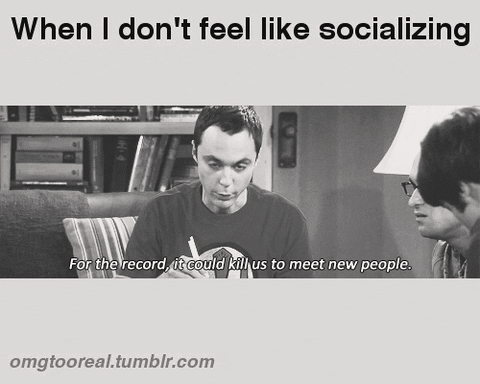 When I don't feel like socializing
For the record, it could kill us to meet new people.
omgtooreal.tumblr.com